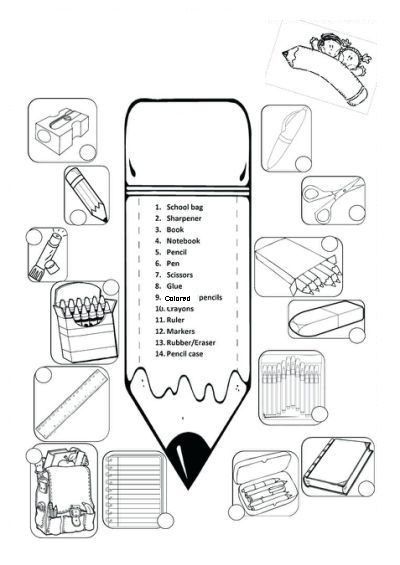 1. School bag
2. Sharpener
3. Book
4. Notebook
5. Pencil
6. Pen
7. Scissors
8. Glue
9. Colored pencils
10. Crayons
11. Ruler
12. Markers
13. Rubber/Eraser
14. Pencil case